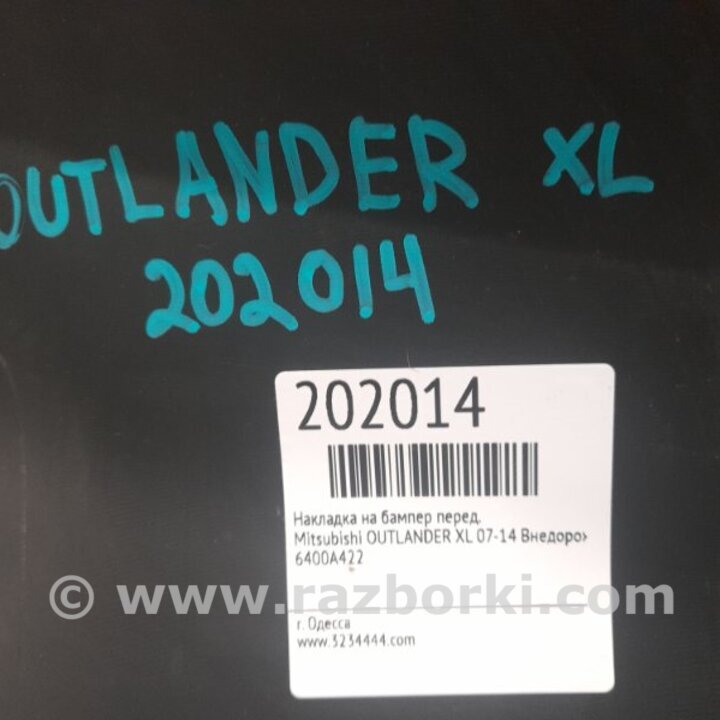 OUTLANDER XL
202014
202014
Накладка на бампер перед.
Mitsubishi OUTLANDER XL 07-14 Внедоро
6400A422
© www.razborki.com
г. Одесса
www.3234444.com